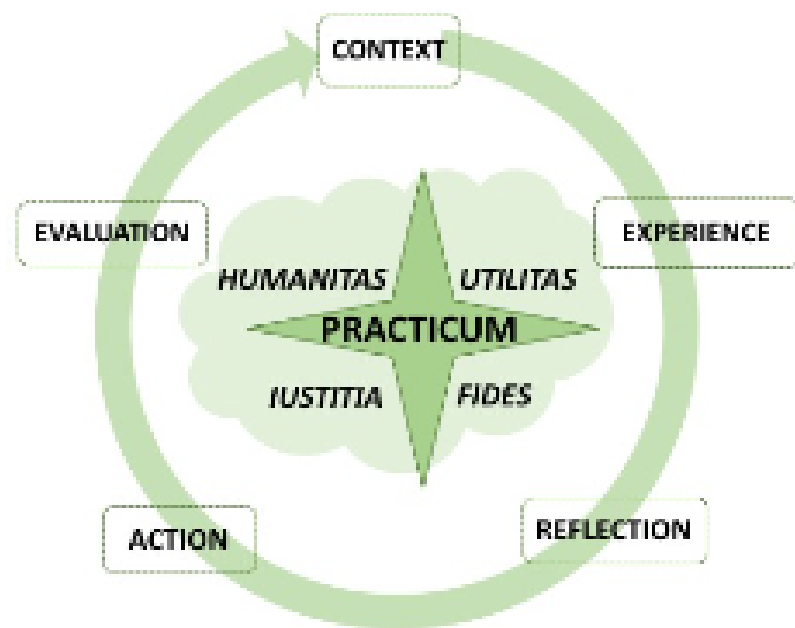 CONTEXT
EVALUATION
EXPERIENCE
HUMANITAS
UTILITAS
PRACTICUM
IUSTITIA
FIDES
ACTION
REFLECTION